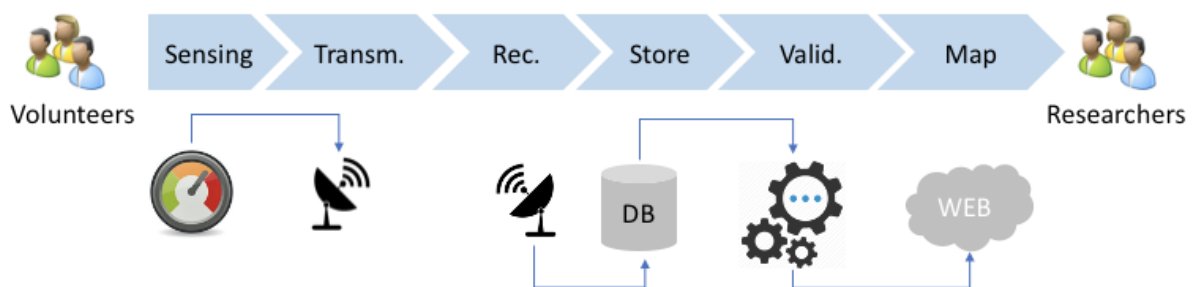 Sensing
Transm.
Rec.
Store
Valid.
Map
Volunteers
Researchers
DB
WEB